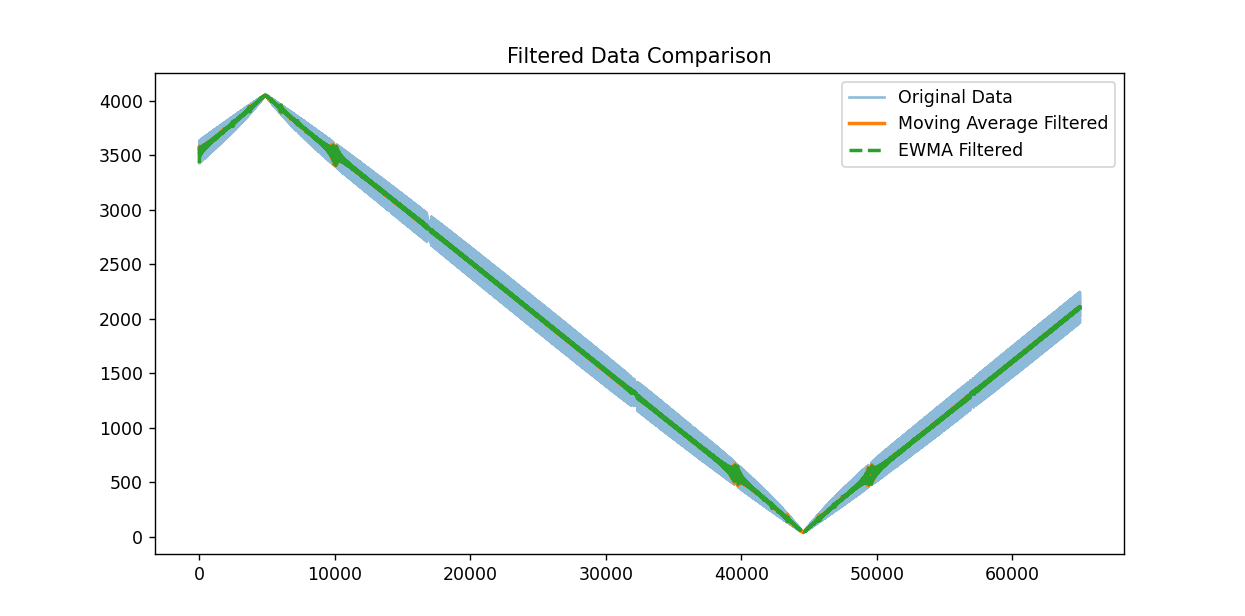 Filtered Data Comparison
Original Data
Moving Average Filtered
EWMA Filtered
4000
3500
3000
2500
2000
1500
1000
500
0
0 10000 20000 30000 40000 50000 60000